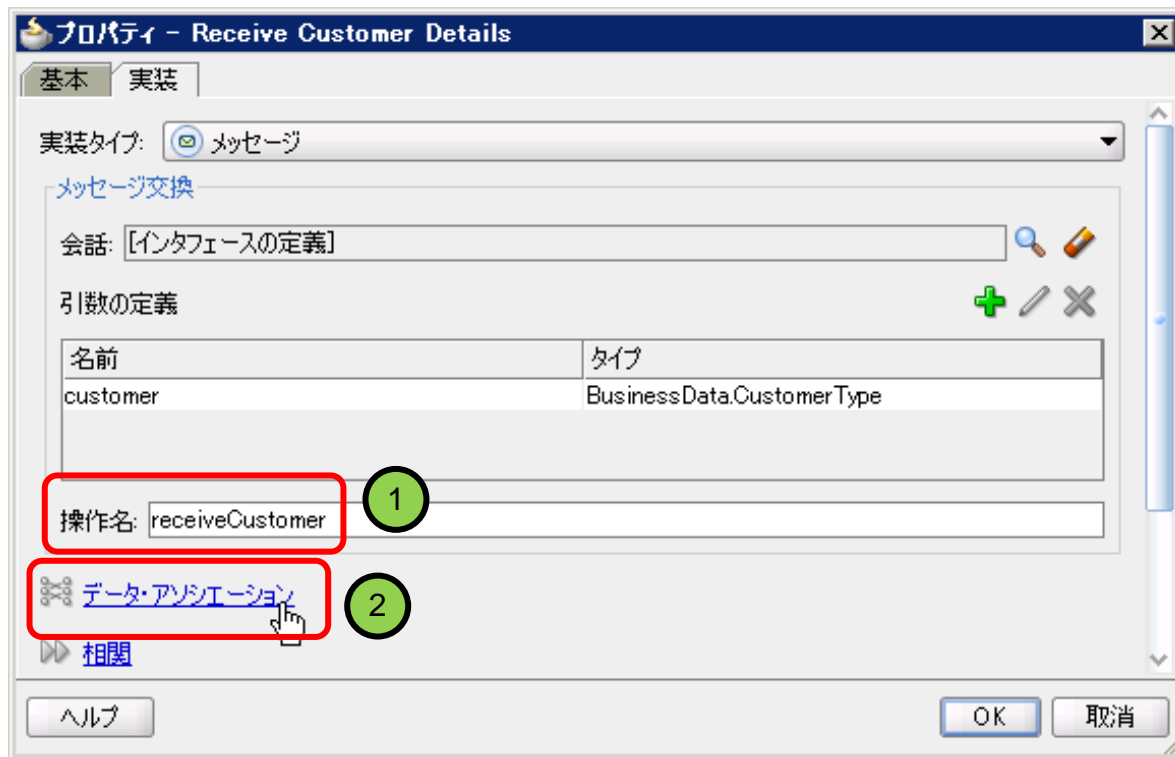 プロパティ - Receive Customer Details
基本 実装
実装タイプ: メッセージ
メッセージ交換
会話: [インタフェースの定義]
引数の定義
名前 タイプ
customer BusinessData.CustomerType
1
操作名: receiveCustomer
データ・アソシエーション
2
相関
ヘルプ OK 取消